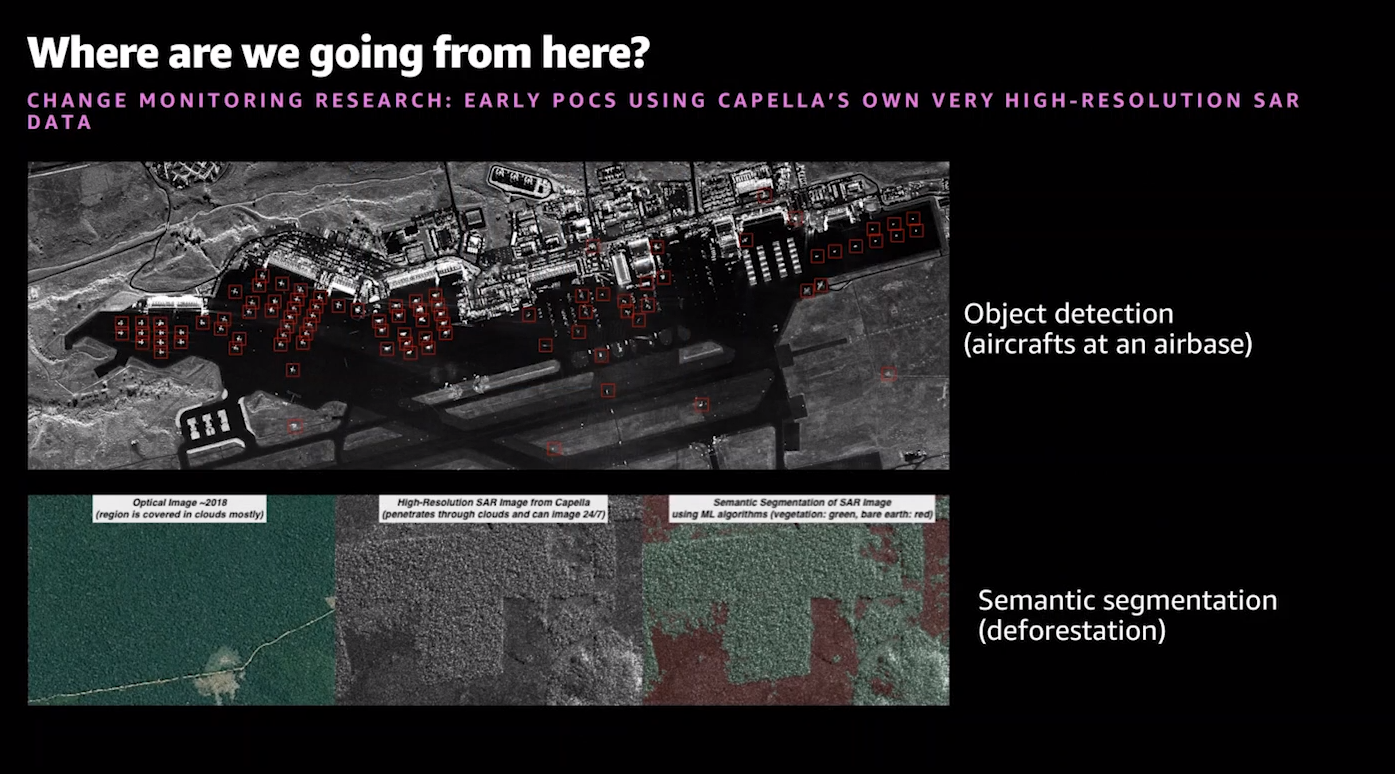 Where are we going from here?
CHANGE MONITORING RESEARCH: EARLY POCS USING CAPELLA'S OWN VERY HIGH-RESOLUTION SAR
DATA
Object detection
(aircrafts at an airbase)
Optical Image ~2018
(region is covered in clouds mostly)
High-Resolution SAR Image from Capella
(penetrates through clouds and can image 24/7)
Semantic Segmentation of SAR Image
using ML algorithms (vegetation: green, bare earth: red)
Semantic segmentation
(deforestation)